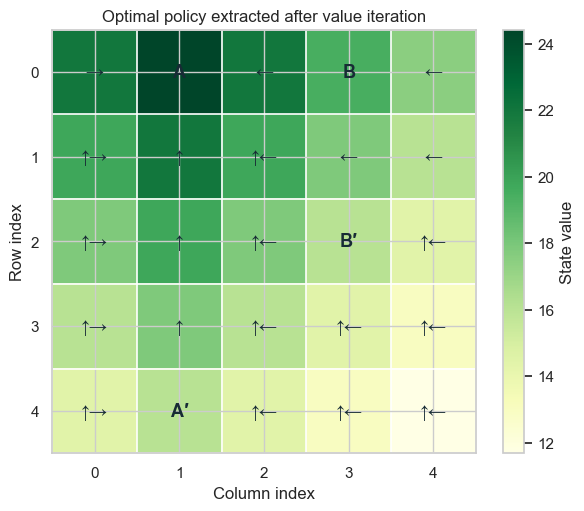 Optimal policy extracted after value iteration
Row index
0 → A ← B ← 24
1 ↑→ ↑ ↑← ← ← 22
2 ↑→ ↑ ↑← B′ ↑← 20
3 ↑→ ↑ ↑← ↑← ↑← 18
4 ↑→ A′ ↑← ↑← ↑← 16
14
12
State value
0 1 2 3 4
Column index